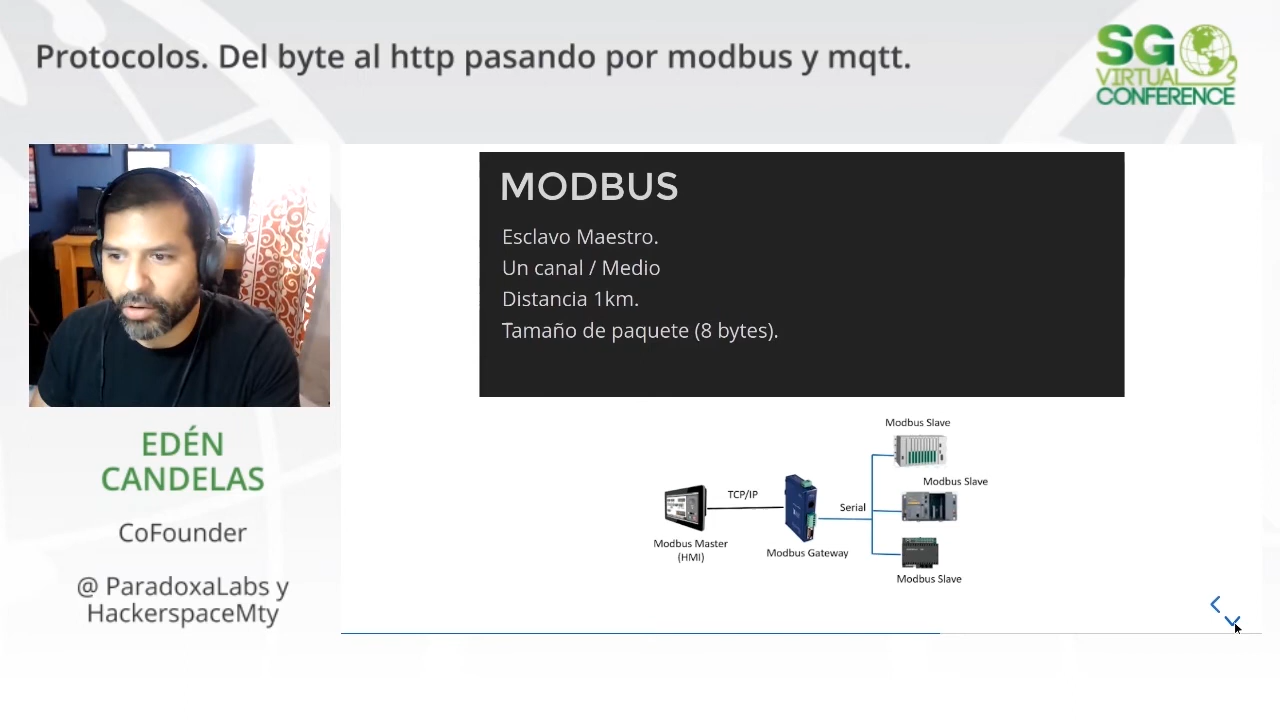 Protocolos. Del byte al http pasando por modbus y mqtt.
SG
VIRTUAL
CONFERENCE
MODBUS
Esclavo Maestro.
Un canal / Medio
Distancia 1km.
Tamaño de paquete (8 bytes).
EDÉN
CANDELAS
CoFounder
@ ParadoxaLabs y
HackerspaceMty
Modbus Slave
Modbus Slave
TCP/IP
Serial
Modbus Master
(HMI)
Modbus Gateway
Modbus Slave